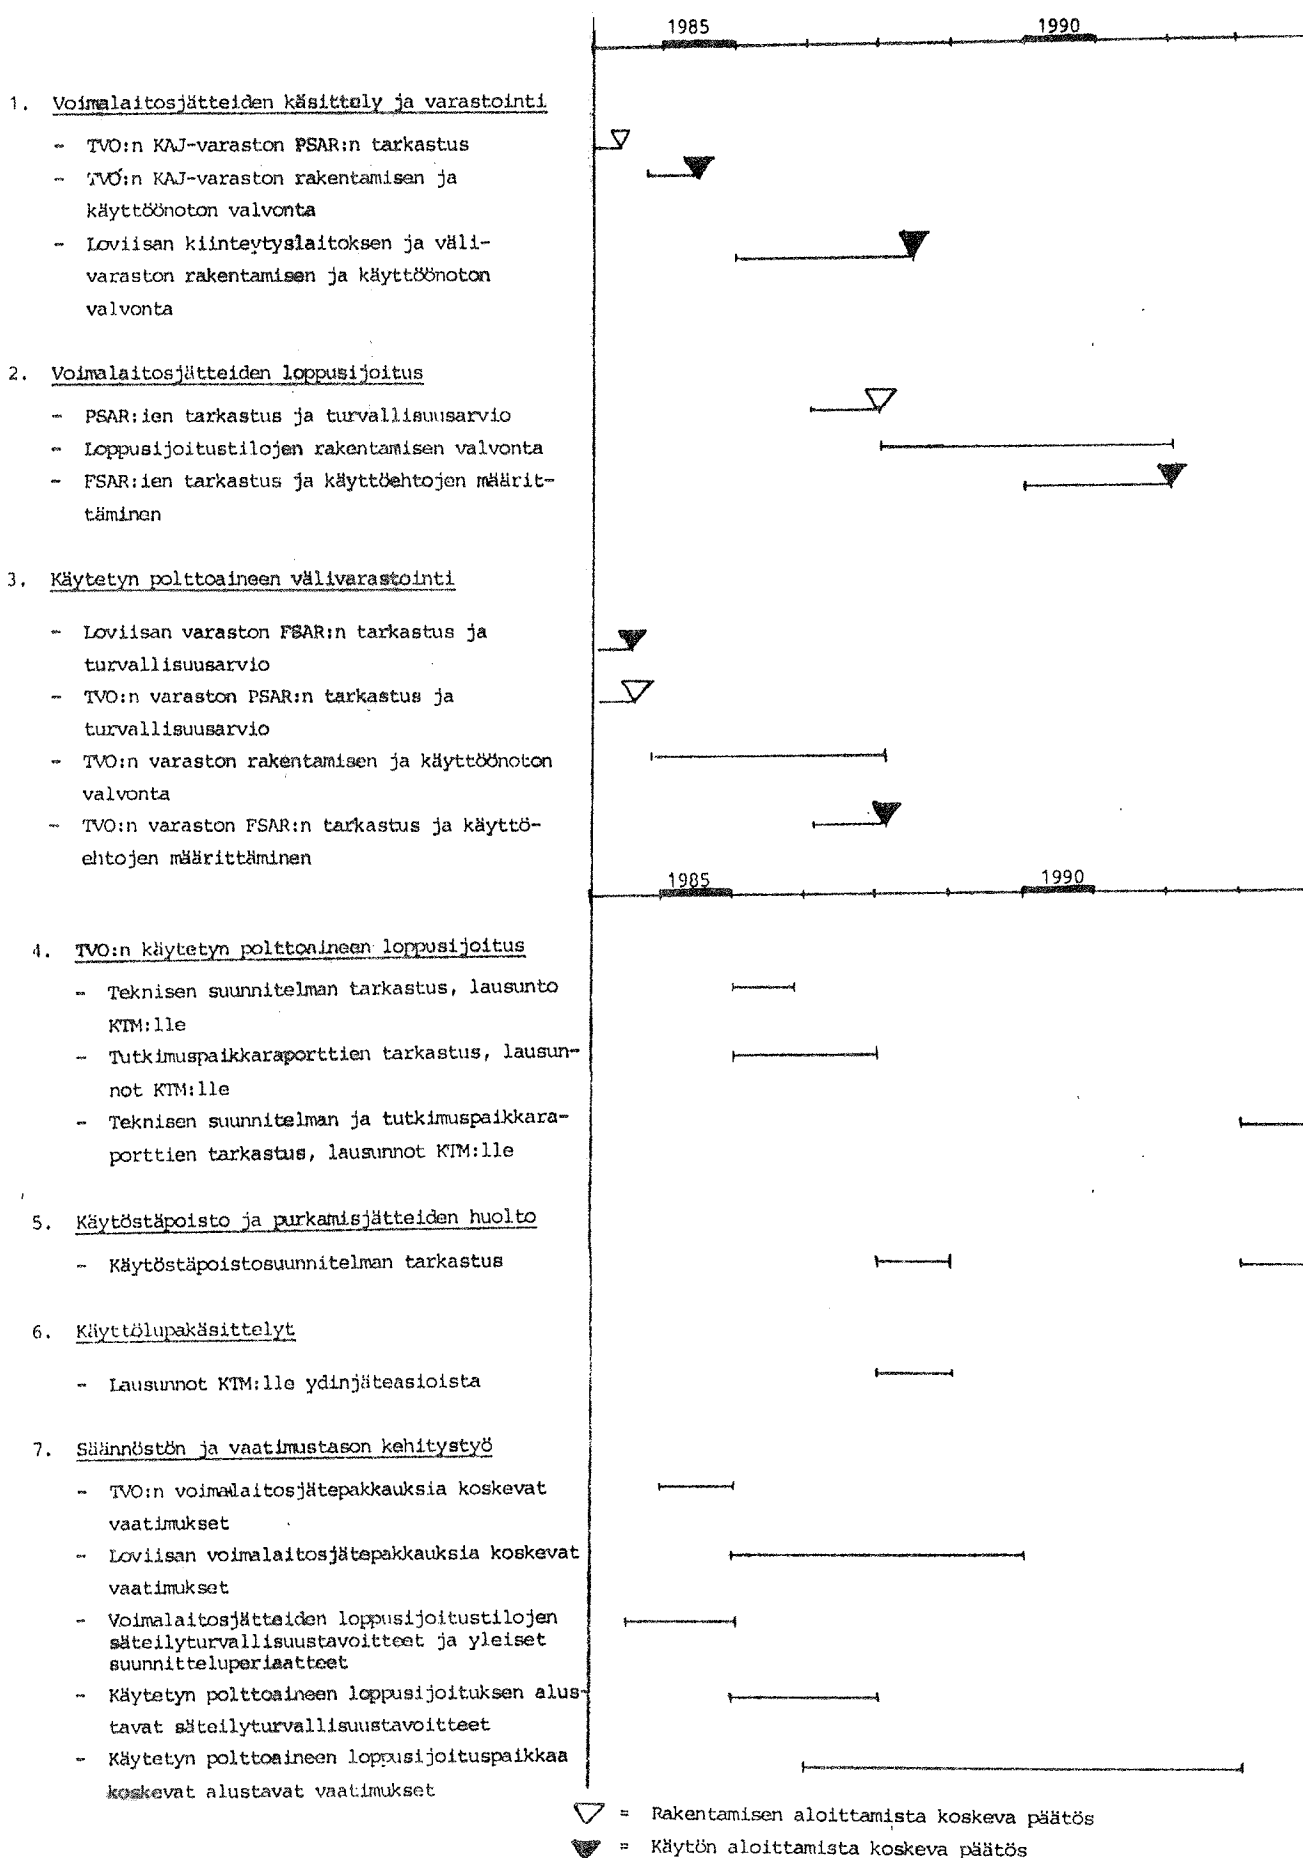 1985 1990
1. Voimalaitosjätteiden käsittely ja varastointi
- TVO:n KAJ-varaston PSAR:n tarkastus
- TVO:n KAJ-varaston rakentamisen ja
käyttöönoton valvonta
- Loviisan kiinteytyslaitoksen ja väli-
varaston rakentamisen ja käyttöönoton
valvonta
2. Voimalaitosjätteiden loppusijoitus
- PSAR:ien tarkastus ja turvallisuusarvio
- Loppusijoitustilojen rakentamisen valvonta
- FSAR:ien tarkastus ja käyttöehtojen määrit-
täminen
3. Käytetyn polttoaineen välivarastointi
- Loviisan varaston FSAR:n tarkastus ja
turvallisuusarvio
- TVO:n varaston PSAR:n tarkastus ja
turvallisuusarvio
- TVO:n varaston rakentamisen ja käyttöönoton
valvonta
- TVO:n varaston FSAR:n tarkastus ja käyttö-
ehtojen määrittäminen
1985 1990
4. TVO:n käytetyn polttoaineen loppusijoitus
- Teknisen suunnitelman tarkastus, lausunto
KTM:lle
- Tutkimuspaikkaraporttien tarkastus, lausun-
not KTM:lle
- Teknisen suunnitelman ja tutkimuspaikkara-
porttien tarkastus, lausunnot KTM:lle
5. Käytöstäpoisto ja purkamisjätteiden huolto
- Käytöstäpoistosuunnitelman tarkastus
6. Käyttölupakäsittelyt
- Lausunnot KTM:lle ydinjäteasioista
7. Säännöstön ja vaatimustason kehitystyö
- TVO:n voimalaitosjätepakkauksia koskevat
vaatimukset
- Loviisan voimalaitosjätepakkauksia koskevat
vaatimukset
- Voimalaitosjätteiden loppusijoitustilojen
säteilyturvallisuustavoitteet ja yleiset
suunnitteluperiaatteet
- Käytetyn polttoaineen loppusijoituksen alus-
tavat säteilyturvallisuustavoitteet
- Käytetyn polttoaineen loppusijoituspaikkaa
koskevat alustavat vaatimukset
= Rakentamisen aloittamista koskeva päätös
= Käytön aloittamista koskeva päätös